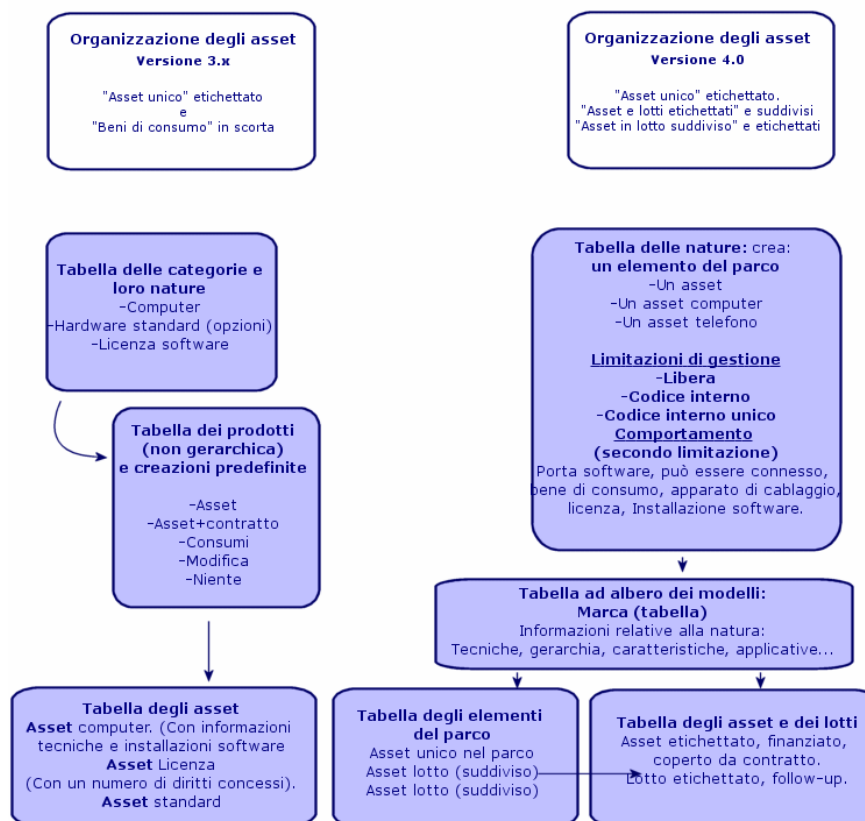 Organizzazione degli asset
Versione 3.x
"Asset unico" etichettato
e
"Beni di consumo" in scorta
Tabella delle categorie e
loro nature
-Computer
-Hardware standard (opzioni)
-Licenza software
Tabella dei prodotti
(non gerarchica)
e creazioni predefinite
-Asset
-Asset+contratto
-Consumi
-Modifica
-Niente
Tabella degli asset
Asset computer. (Con informazioni
tecniche e installazioni software
Asset Licenza
(Con un numero di diritti concessi).
Asset standard
Organizzazione degli asset
Versione 4.0
"Asset unico" etichettato.
"Asset e lotti etichettati" e suddivisi
"Asset in lotto suddiviso" e etichettati
Tabella delle nature: crea:
un elemento del parco
-Un asset
-Un asset computer
-Un asset telefono
Limitazioni di gestione
-Libera
-Codice interno
-Codice interno unico
Comportamento
(secondo limitazione)
Porta software, può essere connesso,
bene di consumo, apparato di cablaggio,
licenza, Installazione software.
Tabella ad albero dei modelli:
Marca (tabella)
Informazioni relative alla natura:
Tecniche, gerarchia, caratteristiche, applicative...
Tabella degli elementi
del parco
Asset unico nel parco
Asset lotto (suddiviso)
Asset lotto (suddiviso)
Tabella degli asset e dei lotti
Asset etichettato, finanziato,
coperto da contratto.
Lotto etichettato, follow-up.